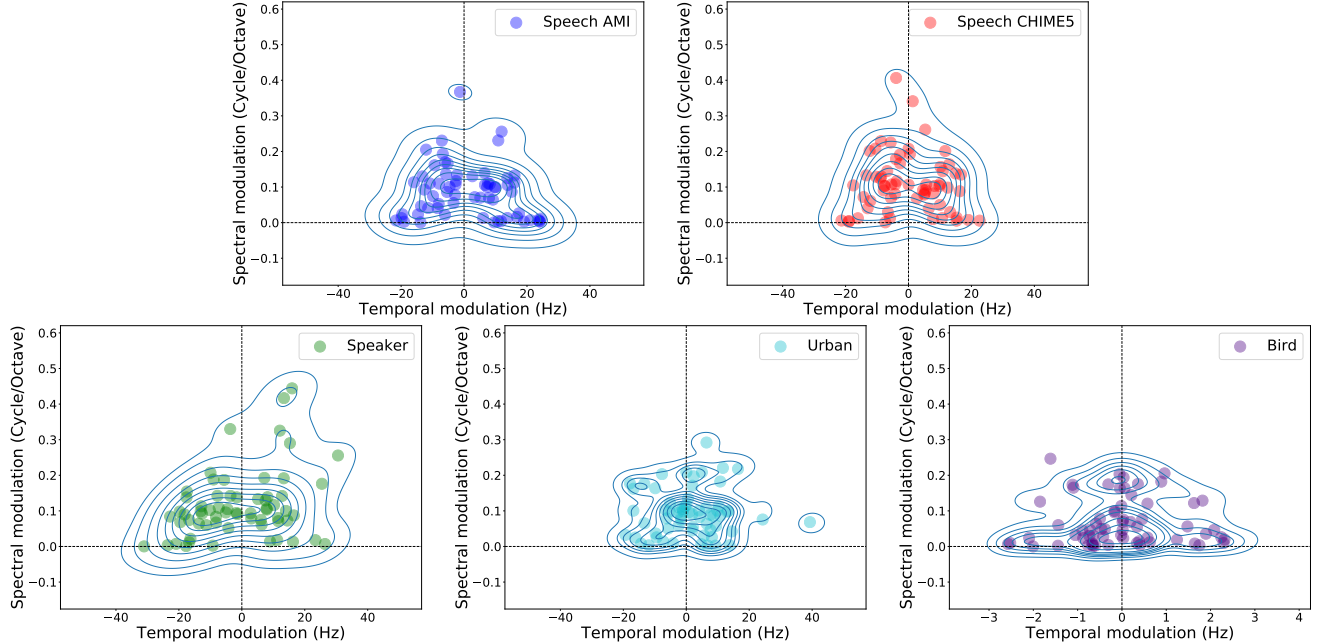 Speech AMI
Spectral modulation (Cycle/Octave)
0.6
0.5
0.4
0.3
0.2
0.1
0.0
−0.1
−40 −20 0 20 40
Temporal modulation (Hz)
Speech CHIME5
Spectral modulation (Cycle/Octave)
0.6
0.5
0.4
0.3
0.2
0.1
0.0
−0.1
−40 −20 0 20 40
Temporal modulation (Hz)
Speaker
Spectral modulation (Cycle/Octave)
0.6
0.5
0.4
0.3
0.2
0.1
0.0
−0.1
−40 −20 0 20 40
Temporal modulation (Hz)
Urban
Spectral modulation (Cycle/Octave)
0.6
0.5
0.4
0.3
0.2
0.1
0.0
−0.1
−40 −20 0 20 40
Temporal modulation (Hz)
Bird
Spectral modulation (Cycle/Octave)
0.6
0.5
0.4
0.3
0.2
0.1
0.0
−0.1
−3 −2 −1 0 1 2 3 4
Temporal modulation (Hz)